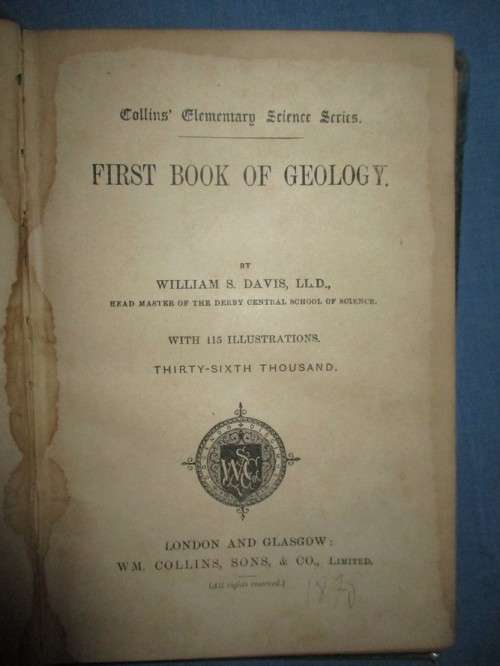 Collins' Elementary Science Series.
FIRST BOOK OF GEOLOGY.
BY
WILLIAM S. DAVIS, LL.D.,
HEAD MASTER OF THE DERBY CENTRAL SCHOOL OF SCIENCE.
WITH 115 ILLUSTRATIONS.
THIRTY-SIXTH THOUSAND.
LONDON AND GLASGOW:
WM. COLLINS, SONS, & CO., LIMITED.
(All rights reserved.)